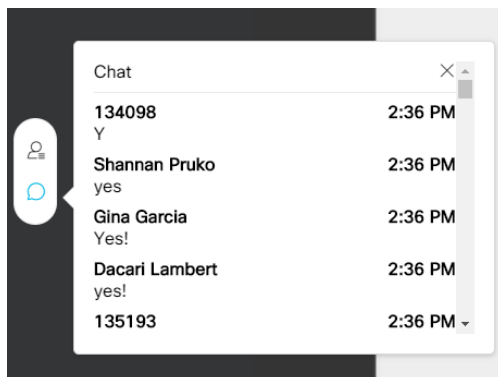 Chat
134098 2:36 PM
Y
Shannan Pruko 2:36 PM
yes
Gina Garcia 2:36 PM
Yes!
Dacari Lambert 2:36 PM
yes!
135193 2:36 PM